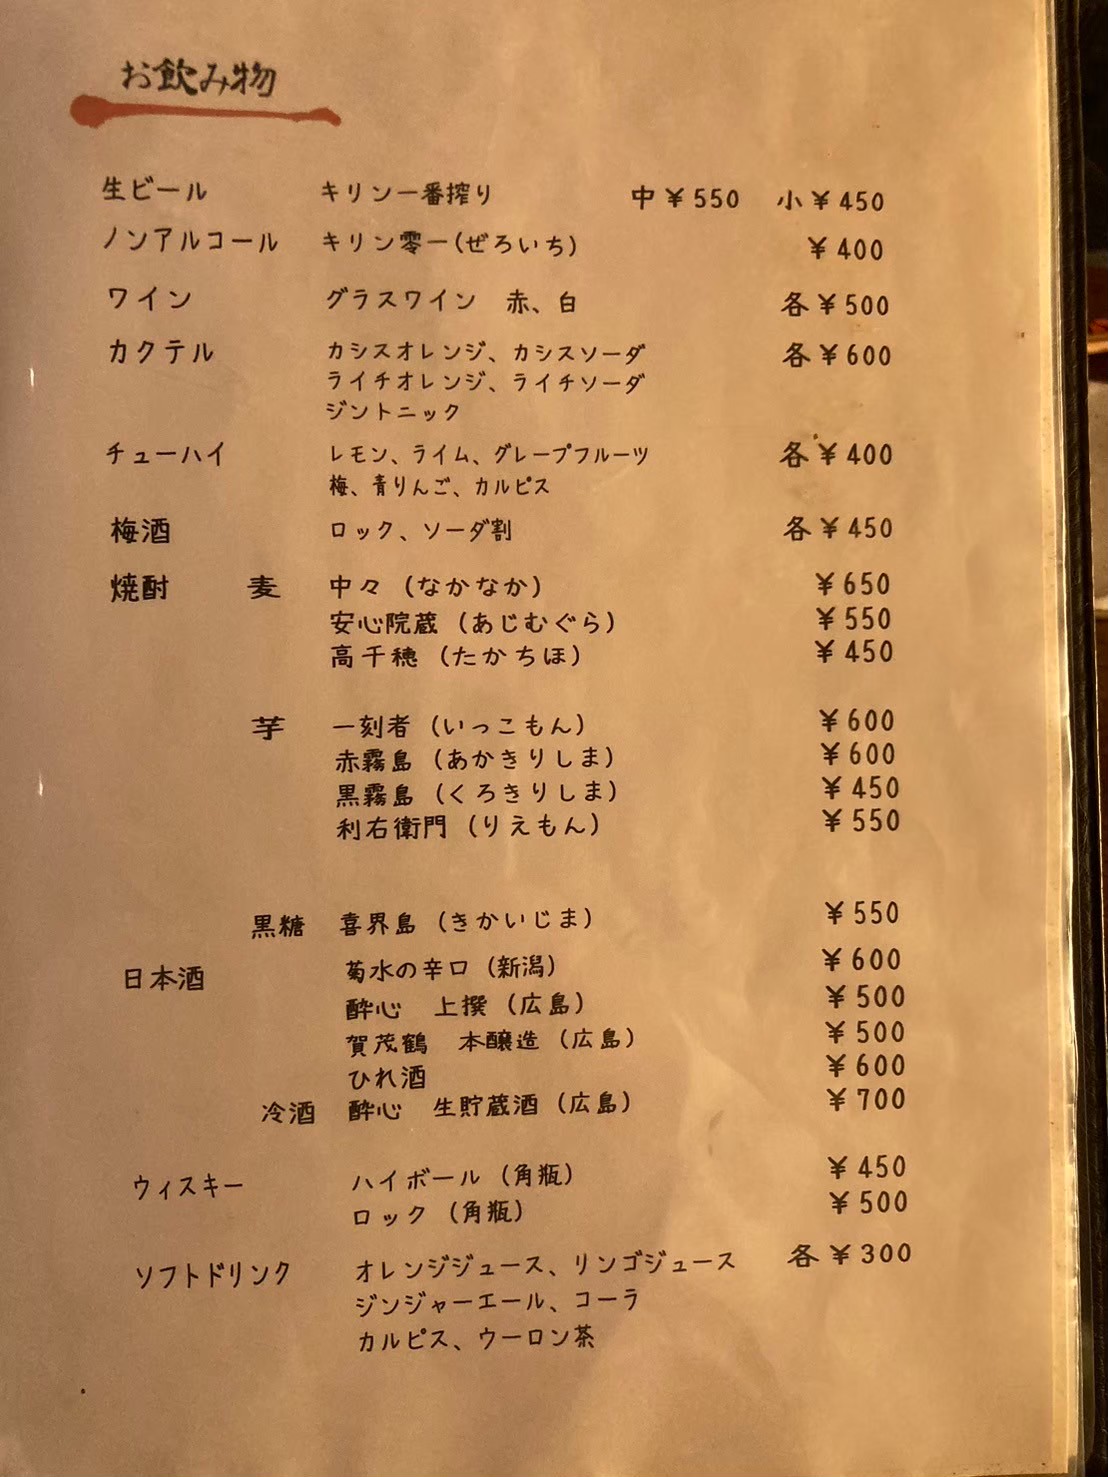 お飲み物
生ビール キリン一番搾り 中¥550 小¥450
ノンアルコール キリン零一(ぜろいち) ¥400
ワイン グラスワイン 赤、白 各¥500
カクテル カシスオレンジ、カシスソーダ 各¥600
ライチオレンジ、ライチソーダ
ジントニック
チューハイ レモン、ライム、グレープフルーツ 各¥400
梅、青りんご、カルピス
梅酒 ロック、ソーダ割 各¥450
焼酎 麦 中々(なかなか) ¥650
安心院蔵(あじむぐら) ¥550
高千穂(たかちほ) ¥450
芋 一刻者(いっこもん) ¥600
赤霧島(あかきりしま) ¥600
黒霧島(くろきりしま) ¥450
利右衛門(りえもん) ¥550
黒糖 喜界島(きかいじま) ¥550
日本酒 菊水の辛口(新潟) ¥600
酔心 上撰(広島) ¥500
賀茂鶴 本醸造(広島) ¥500
ひれ酒 ¥600
冷酒 酔心 生貯蔵酒(広島) ¥700
ウィスキー ハイボール(角瓶) ¥450
ロック(角瓶) ¥500
ソフトドリンク オレンジジュース、リンゴジュース 各¥300
ジンジャーエール、コーラ
カルピス、ウーロン茶